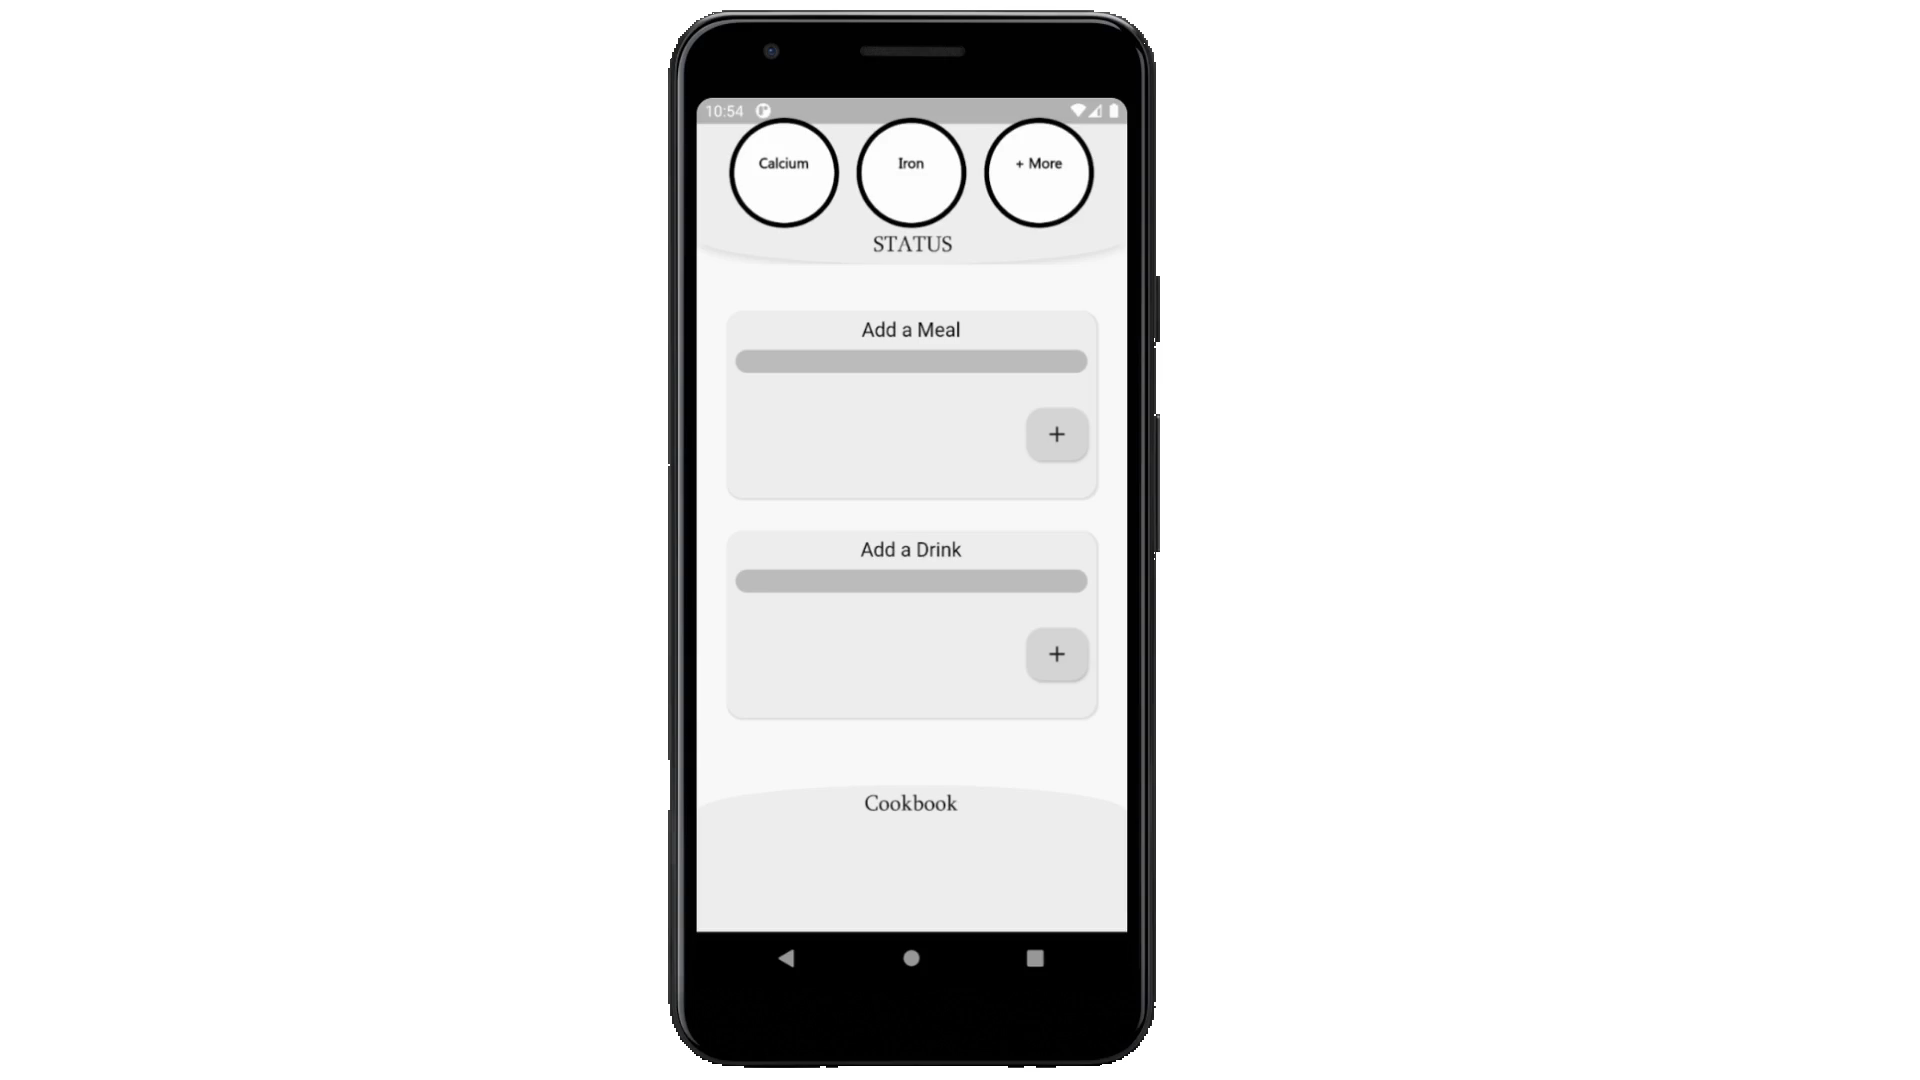 10:54
Calcium
Iron
+ More
STATUS
Add a Meal
+
Add a Drink
+
Cookbook